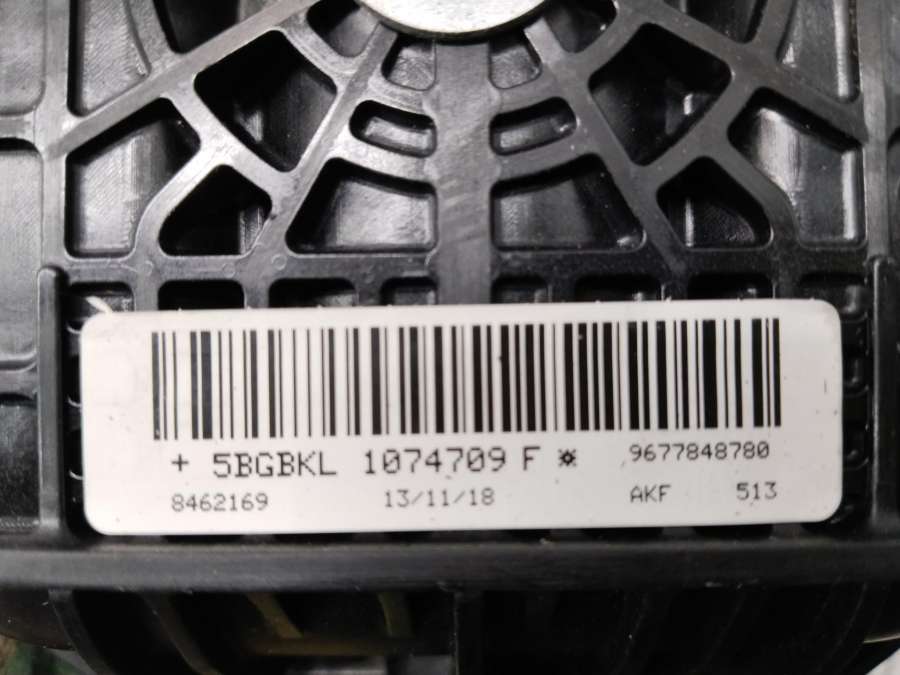 + 5BGBKL 1074709 F ※ 9677848780
8462169 13/11/18 AKF 513